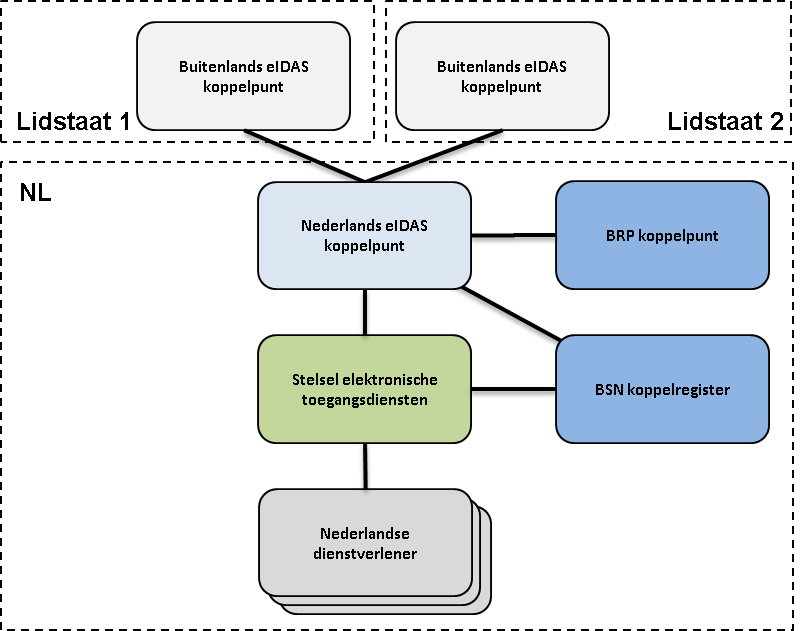 Buitenlands eIDAS
koppelpunt
Lidstaat 1
Buitenlands eIDAS
koppelpunt
Lidstaat 2
NL
Nederlands eIDAS
koppelpunt
BRP koppelpunt
Stelsel elektronische
toegangsdiensten
BSN koppelregister
Nederlandse
dienstverlener